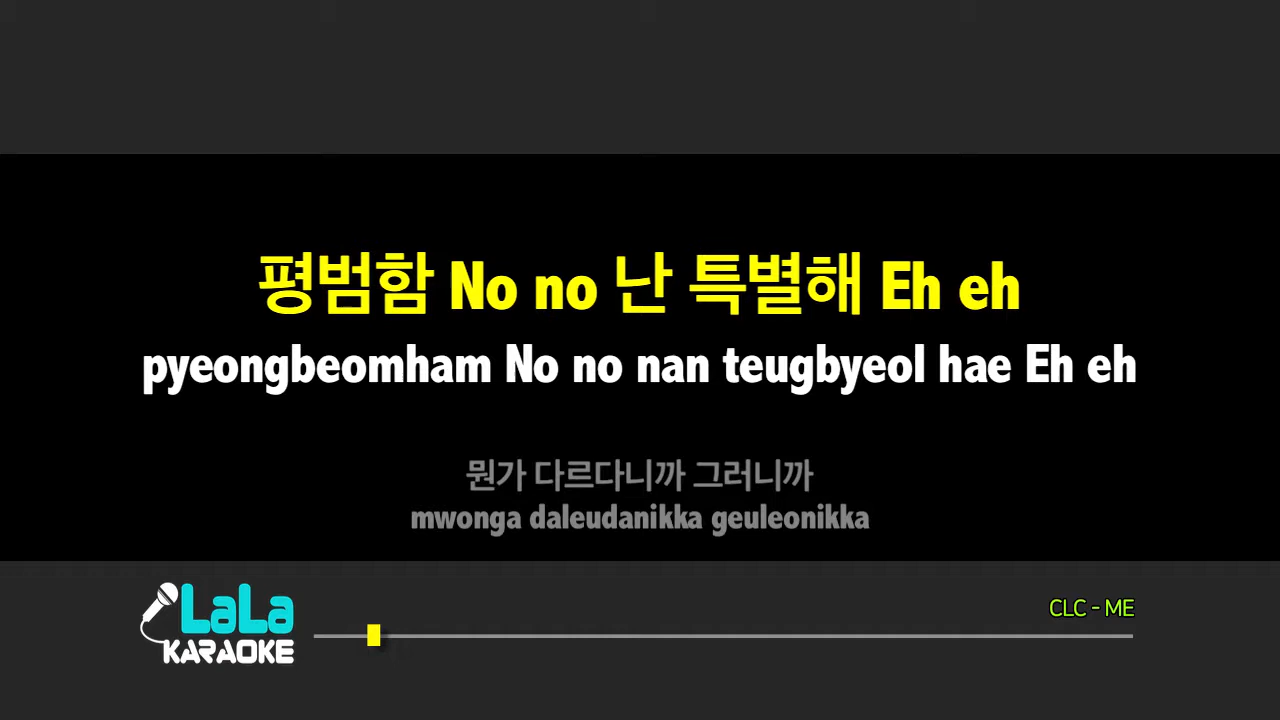 평범함 No no 난 특별해 Eh eh
pyeongbeomham No no nan teugbyeol hae Eh eh
뭔가 다르다니까 그러니까
mwonga daleudanikka geuleonikka
LaLa
KARAOKE
CLC - ME